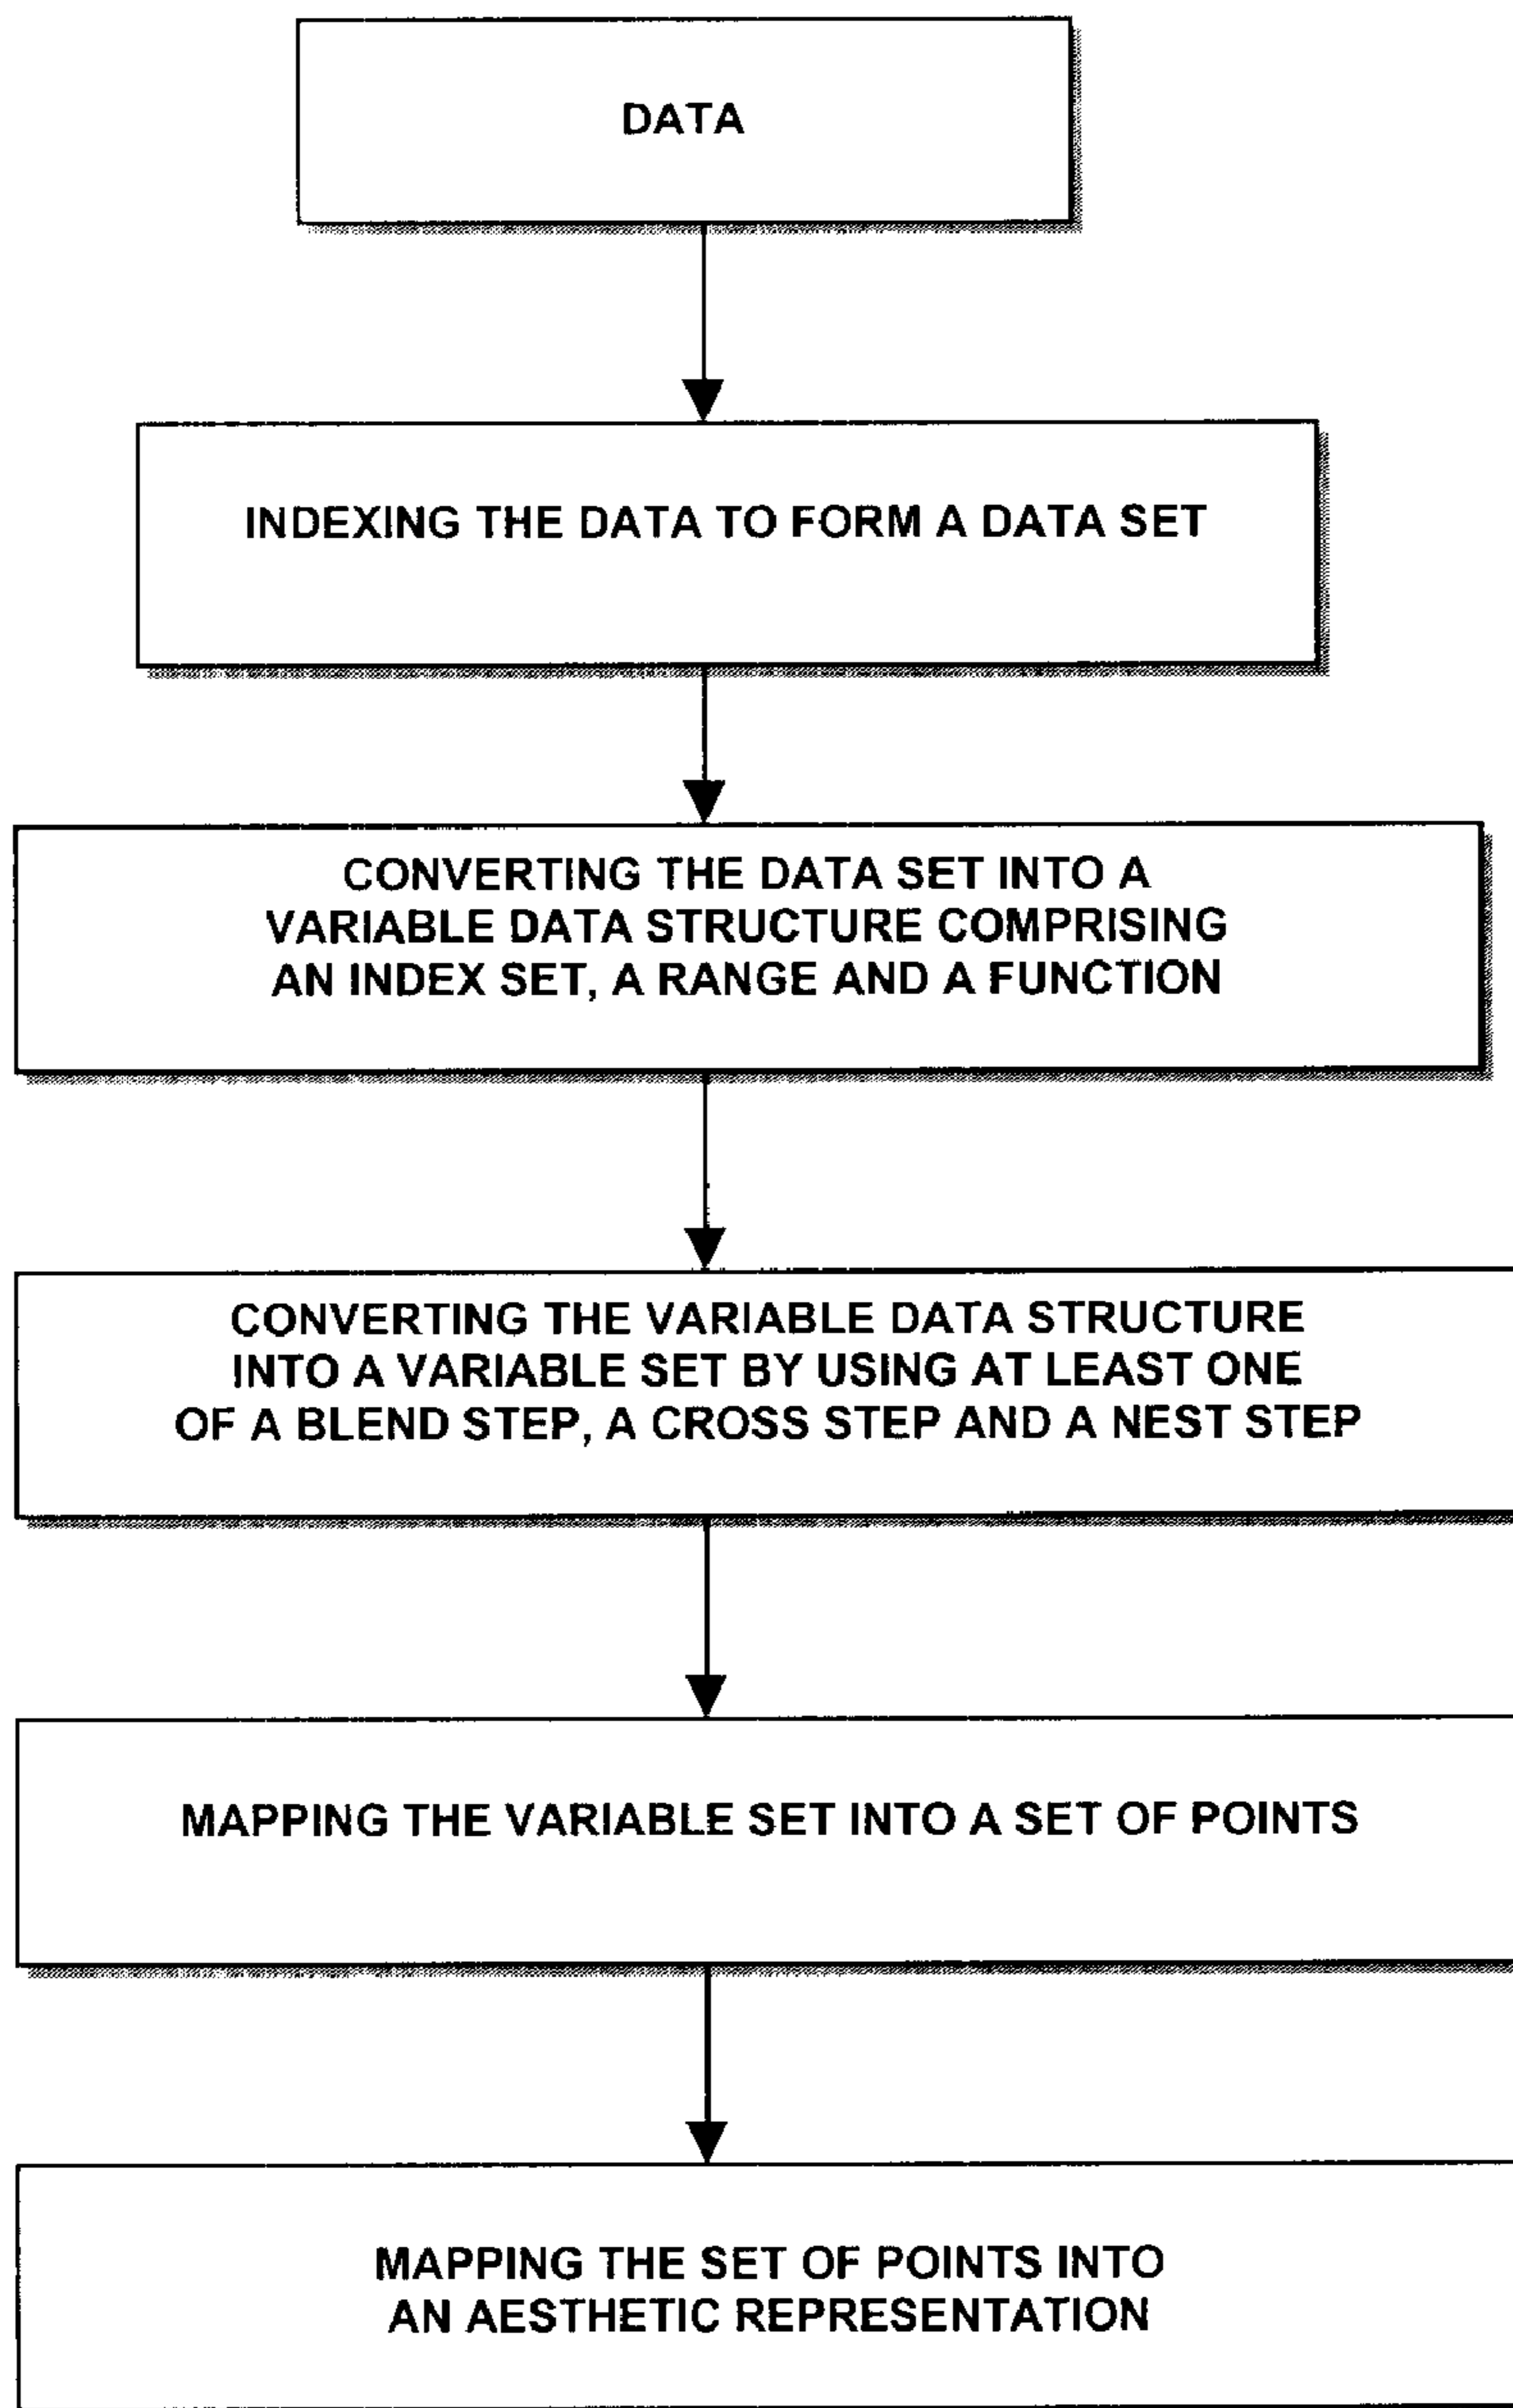 DATA
INDEXING THE DATA TO FORM A DATA SET
CONVERTING THE DATA SET INTO A
VARIABLE DATA STRUCTURE COMPRISING
AN INDEX SET, A RANGE AND A FUNCTION
CONVERTING THE VARIABLE DATA STRUCTURE
INTO A VARIABLE SET BY USING AT LEAST ONE
OF A BLEND STEP, A CROSS STEP AND A NEST STEP
MAPPING THE VARIABLE SET INTO A SET OF POINTS
MAPPING THE SET OF POINTS INTO
AN AESTHETIC REPRESENTATION